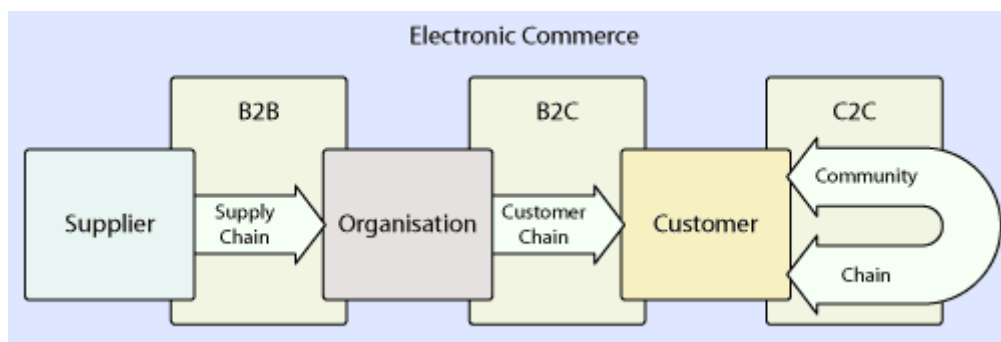 Electronic Commerce
B2B
B2C
C2C
Supplier
Supply
Chain
Organisation
Customer
Chain
Customer
Community
Chain